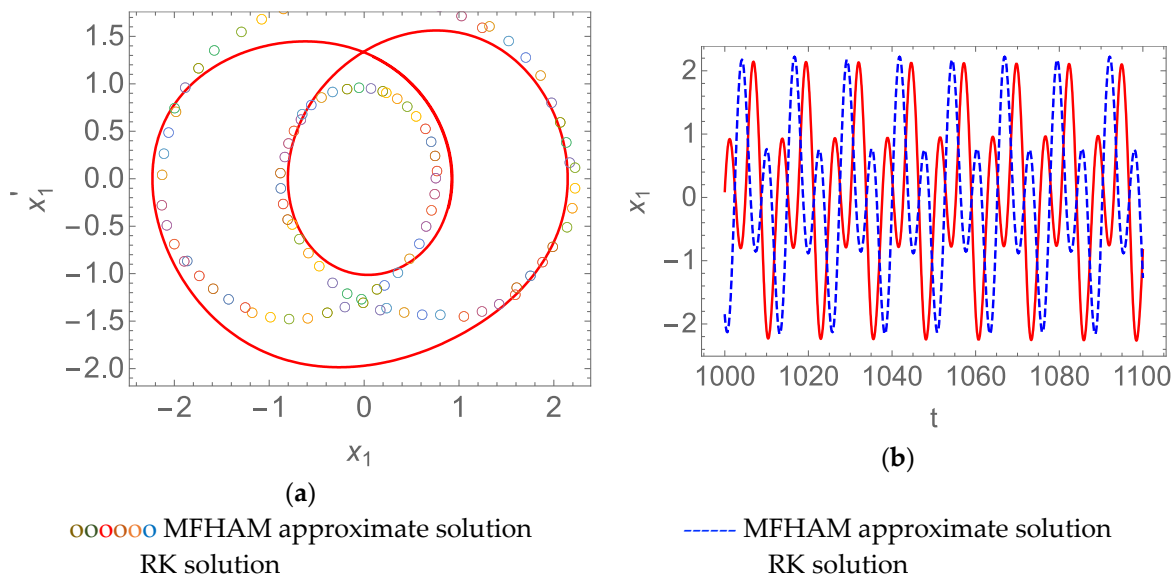 1.5
1.0
0.5
0.0
−0.5
−1.0
−1.5
−2.0
x₁'
−2 −1 0 1 2
x₁
(a)
oooooo MFHAM approximate solution
RK solution
2
1
0
−1
−2
x₁
1000 1020 1040 1060 1080 1100
t
(b)
------ MFHAM approximate solution
RK solution